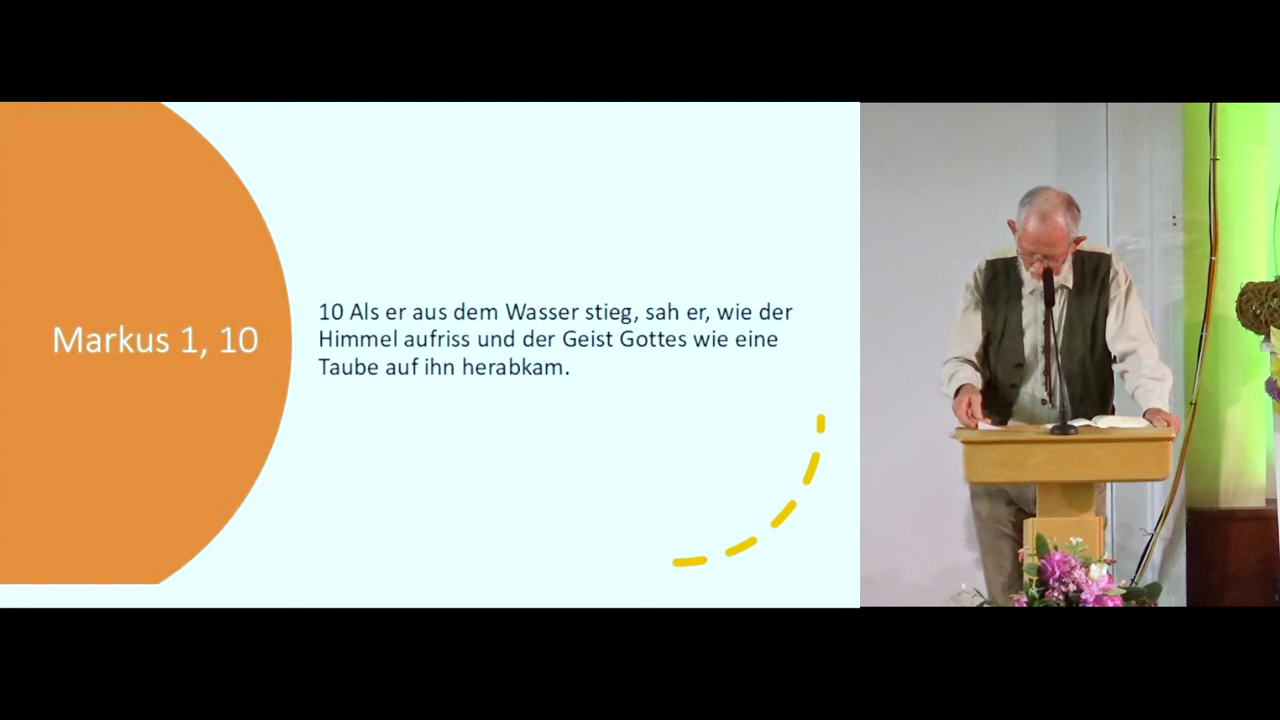 Markus 1, 10
10 Als er aus dem Wasser stieg, sah er, wie der
Himmel aufriss und der Geist Gottes wie eine
Taube auf ihn herabkam.